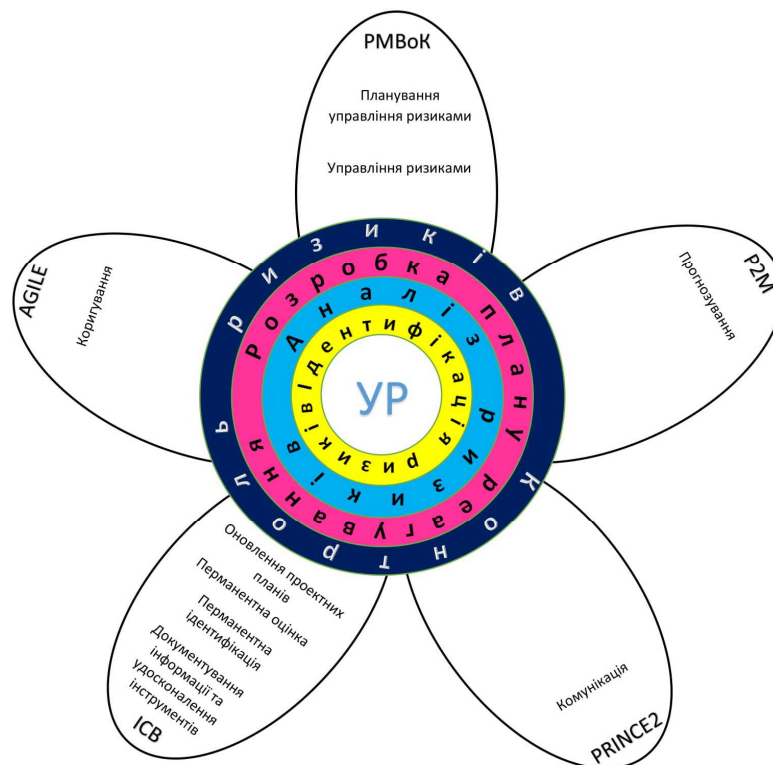 PMBoK
Планування
управління ризиками
Управління ризиками
P2M
Прогнозування
PRINCE2
Комунікація
ICB
Оновлення проектних
планів
Перманентна оцінка
Перманентна
ідентифікація
Документування
інформації та
удосконалення
інструментів
AGILE
Коригування
Контроль ризиків
Розробка плану реагування
Аналіз ризиків
Ідентифікація ризиків
УР